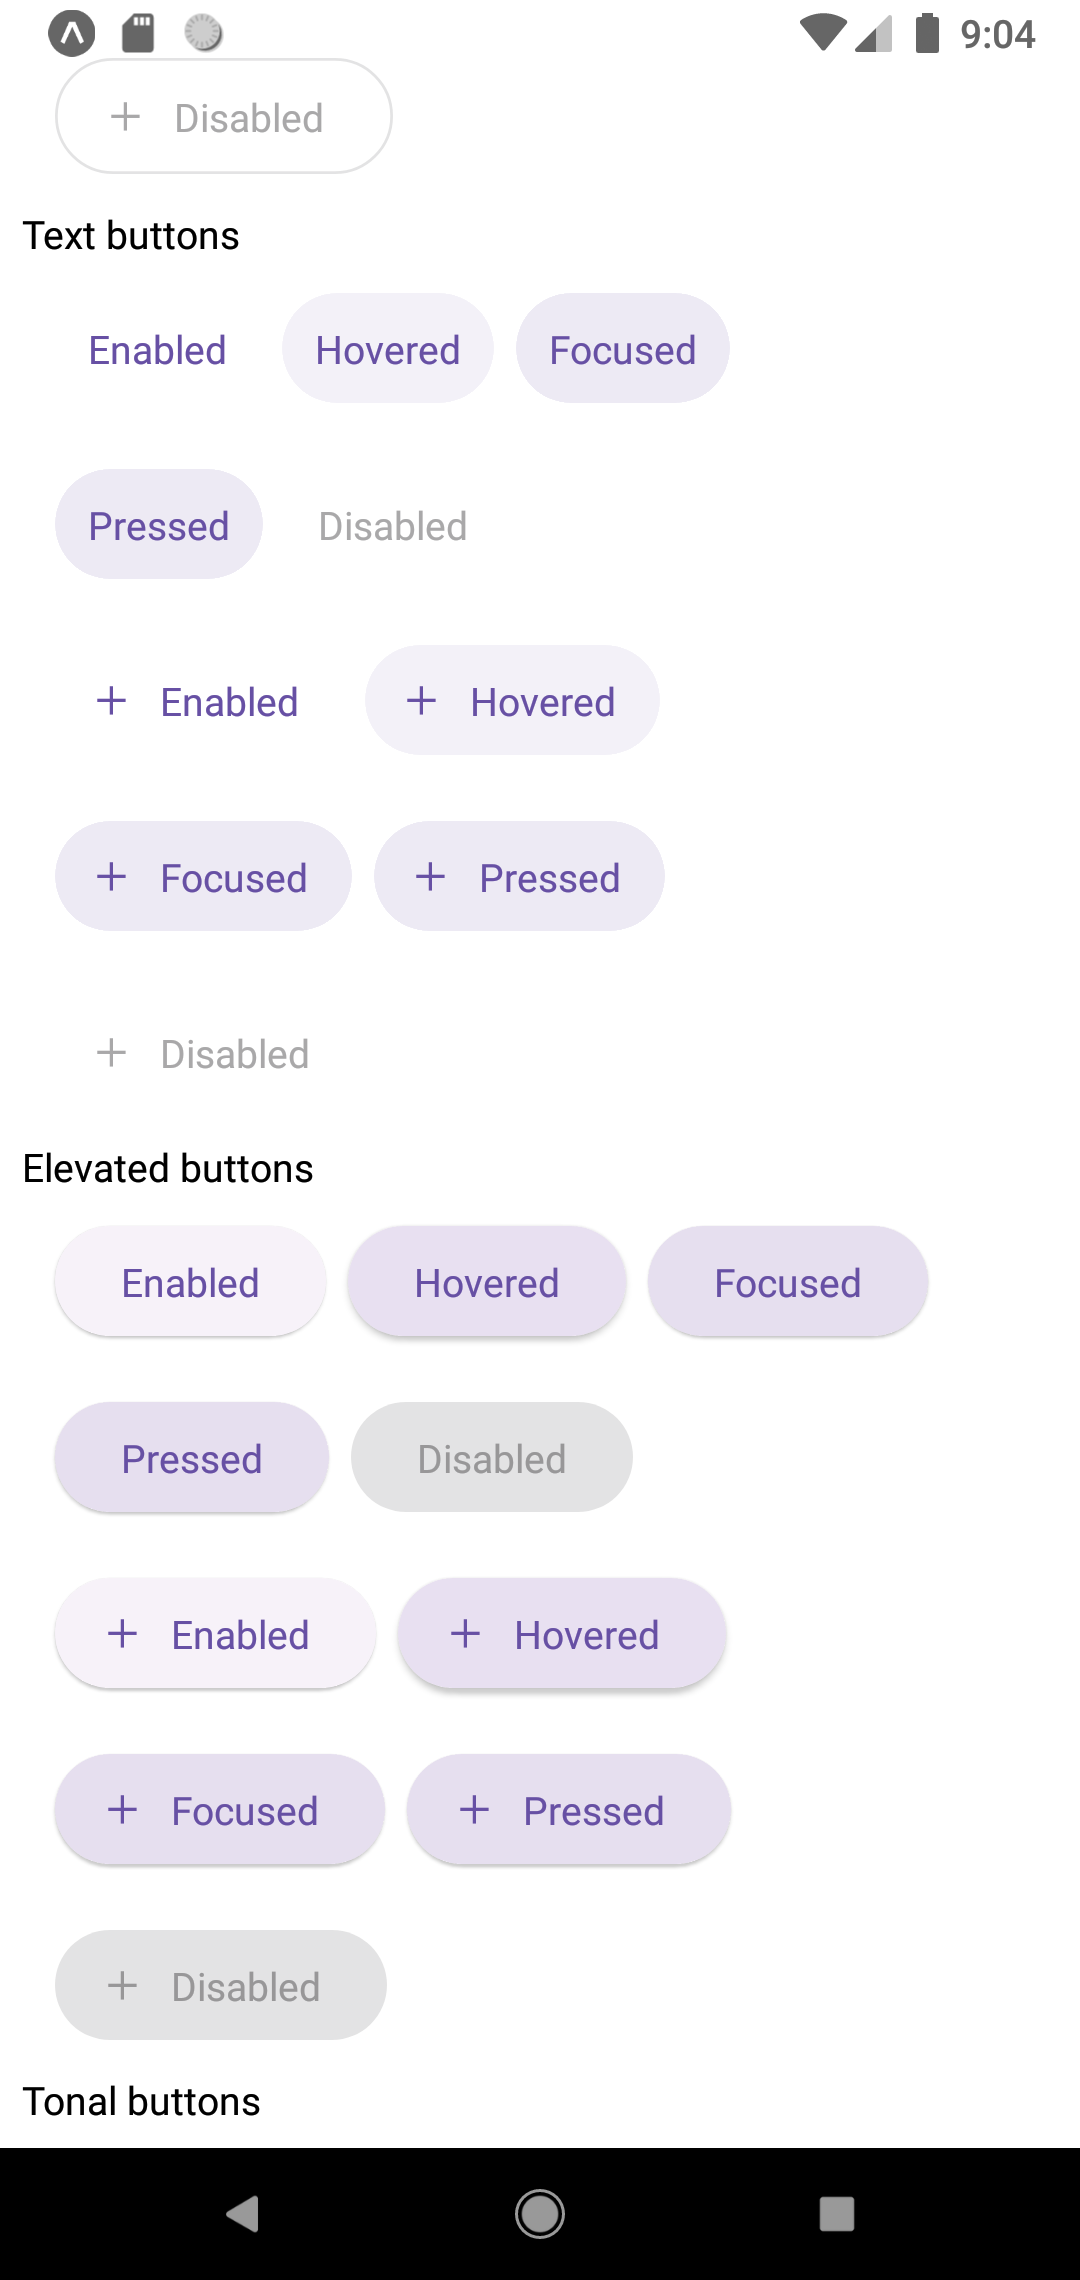 9:04
+ Disabled
Text buttons
Enabled Hovered Focused
Pressed Disabled
+ Enabled + Hovered
+ Focused + Pressed
+ Disabled
Elevated buttons
Enabled Hovered Focused
Pressed Disabled
+ Enabled + Hovered
+ Focused + Pressed
+ Disabled
Tonal buttons